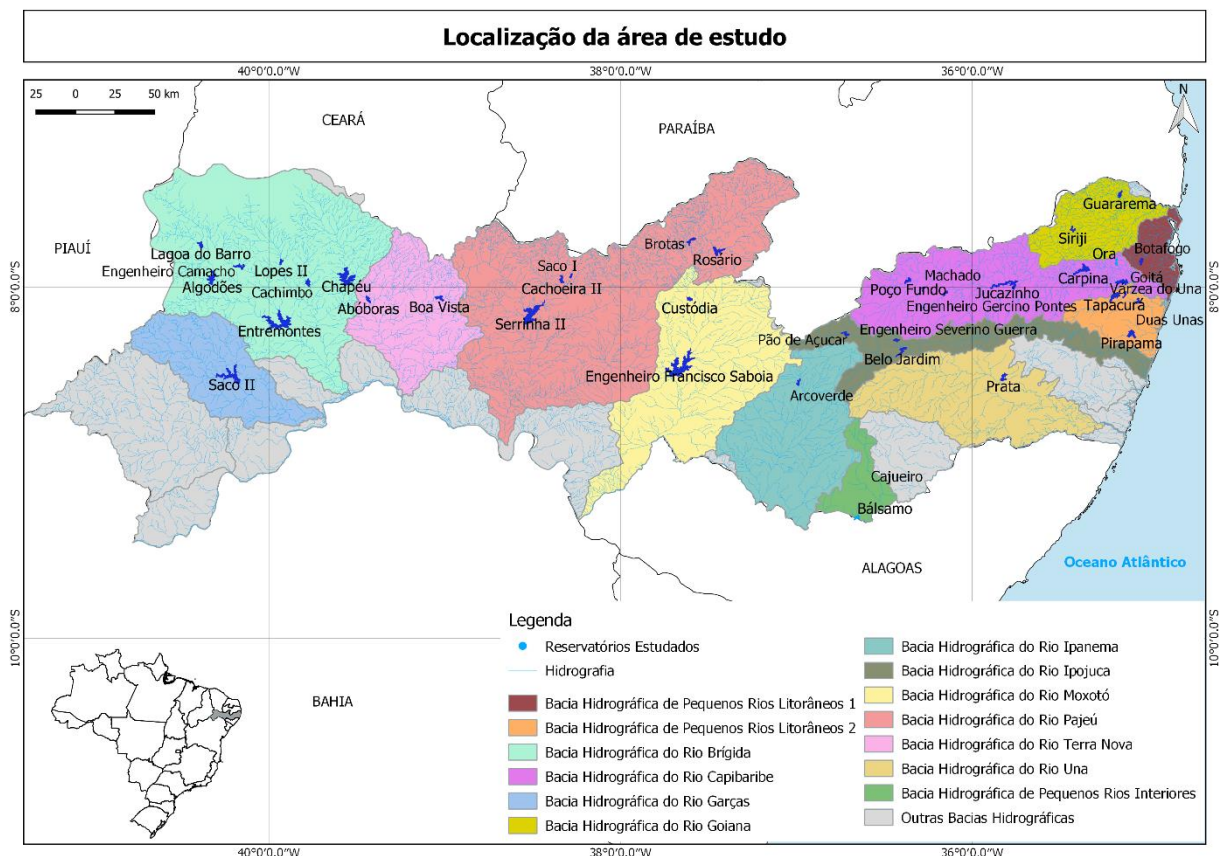 Localização da área de estudo
40°0'0.0"W
38°0'0.0"W
36°0'0.0"W
25 0 25 50 km
N
CEARÁ
PARAÍBA
PIAUÍ
Guararema
Siriji
Brotas
Rosário
Botafogo
Ora
Lagoa do Barro
Engenheiro Camacho
Lopes II
Saco I
Machado
Carpina
Goitá
8°0'0.0"S
Algodões
Cachimbo
Chapéu
Cachoeira II
Poço Fundo
Jucazinho
Várzea do Una
8°0'0.0"S
Abóboras
Boa Vista
Custódia
Engenheiro Gercino Pontes
Tapacurá
Serrinha II
Duas Unas
Entremontes
Engenheiro Severino Guerra
Pão de Açucar
Pirapama
Belo Jardim
Engenheiro Francisco Saboia
Saco II
Arcoverde
Prata
Cajueiro
Bálsamo
ALAGOAS
Oceano Atlântico
BAHIA
10°0'0.0"S
10°0'0.0"S
Legenda
Reservatórios Estudados
Hidrografia
Bacia Hidrográfica de Pequenos Rios Litorâneos 1
Bacia Hidrográfica de Pequenos Rios Litorâneos 2
Bacia Hidrográfica do Rio Brígida
Bacia Hidrográfica do Rio Capibaribe
Bacia Hidrográfica do Rio Garças
Bacia Hidrográfica do Rio Goiana
Bacia Hidrográfica do Rio Ipanema
Bacia Hidrográfica do Rio Ipojuca
Bacia Hidrográfica do Rio Moxotó
Bacia Hidrográfica do Rio Pajeú
Bacia Hidrográfica do Rio Terra Nova
Bacia Hidrográfica do Rio Una
Bacia Hidrográfica de Pequenos Rios Interiores
Outras Bacias Hidrográficas
40°0'0.0"W
38°0'0.0"W
36°0'0.0"W